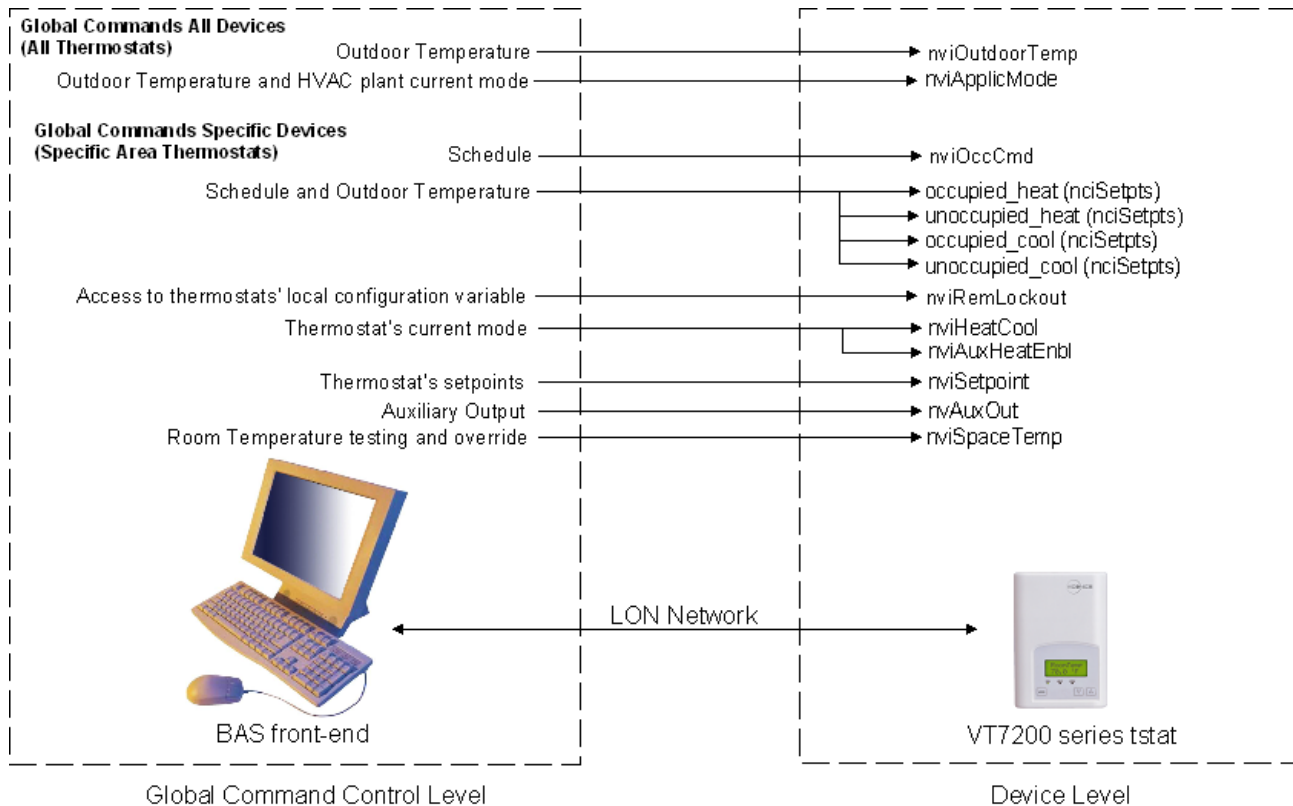 Global Commands All Devices
(All Thermostats)
Outdoor Temperature
nviOutdoorTemp
Outdoor Temperature and HVAC plant current mode
nviApplicMode
Global Commands Specific Devices
(Specific Area Thermostats)
Schedule
nviOccCmd
Schedule and Outdoor Temperature
occupied_heat (nciSetpts)
unoccupied_heat (nciSetpts)
occupied_cool (nciSetpts)
unoccupied_cool (nciSetpts)
Access to thermostats' local configuration variable
nviRemLockout
Thermostat's current mode
nviHeatCool
nviAuxHeatEnbl
Thermostat's setpoints
nviSetpoint
Auxiliary Output
nvAuxOut
Room Temperature testing and override
nviSpaceTemp
LON Network
BAS front-end
VT7200 series tstat
Global Command Control Level
Device Level